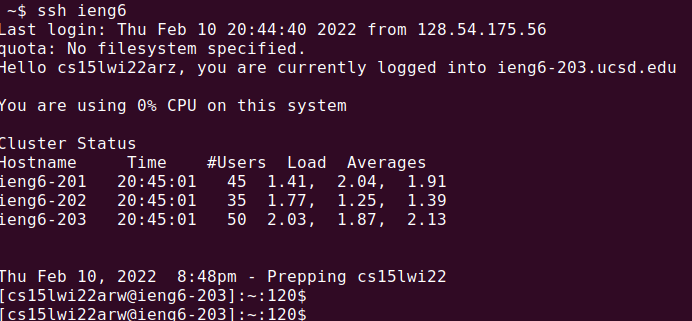 ~$ ssh ieng6
Last login: Thu Feb 10 20:44:40 2022 from 128.54.175.56
quota: No filesystem specified.
Hello cs15lwi22arz, you are currently logged into ieng6-203.ucsd.edu
You are using 0% CPU on this system
Cluster Status
Hostname     Time    #Users  Load  Averages
ieng6-201   20:45:01   45  1.41,  2.04,  1.91
ieng6-202   20:45:01   35  1.77,  1.25,  1.39
ieng6-203   20:45:01   50  2.03,  1.87,  2.13
Thu Feb 10, 2022  8:48pm - Prepping cs15lwi22
[cs15lwi22arw@ieng6-203]:~:120$
[cs15lwi22arw@ieng6-203]:~:120$